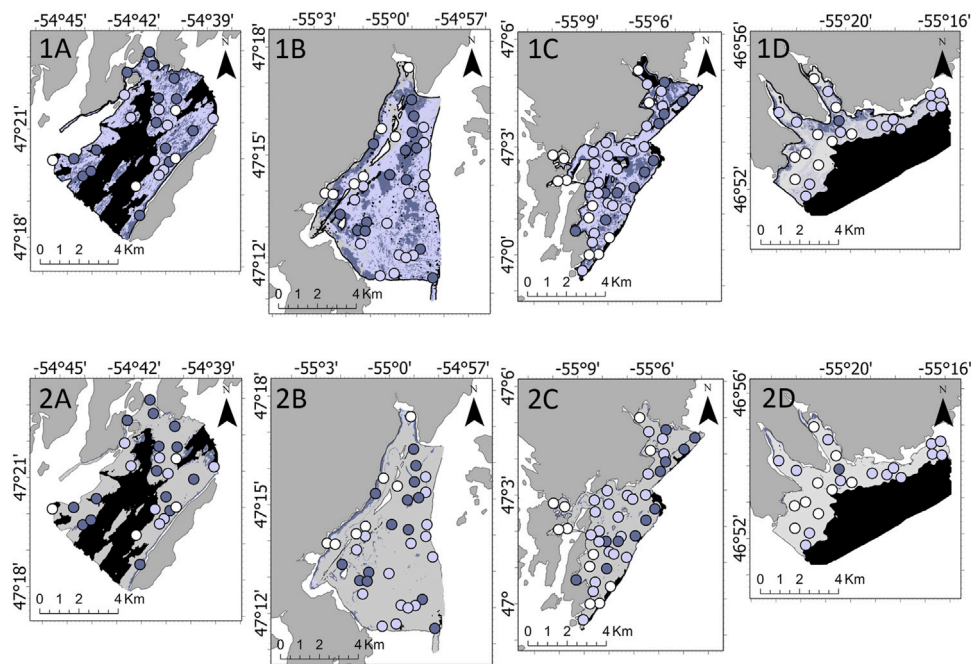 -54°45' -54°42' -54°39'
-55°3' -55°0' -54°57'
-55°9' -55°6'
-55°20' -55°16'
1A N
47°21'
47°18'
0 1 2 4 Km
1B N
47°18'
47°15'
47°12'
0 1 2 4 Km
1C N
47°6'
47°3'
47°0'
0 1 2 4 Km
1D N
46°56'
46°52'
0 1 2 4 Km
-54°45' -54°42' -54°39'
-55°3' -55°0' -54°57'
-55°9' -55°6'
-55°20' -55°16'
2A N
47°21'
47°18'
0 1 2 4 Km
2B N
47°18'
47°15'
47°12'
0 1 2 4 Km
2C N
47°6'
47°3'
47°
0 1 2 4 Km
2D N
46°56'
46°52'
0 1 2 4 Km